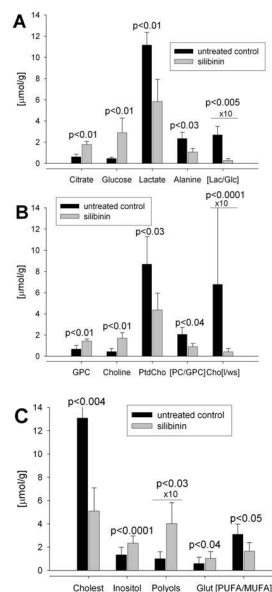 A
14
12
10
8
6
4
2
0
[µmol/g]
p<0.01
untreated control
silibinin
p<0.005
x10
p<0.01
p<0.01
p<0.03
Citrate Glucose Lactate Alanine [Lac/Glc]
B
14
12
10
8
6
4
2
0
[µmol/g]
untreated control
silibinin
p<0.0001
x10
p<0.03
p<0.01
p<0.01
p<0.04
GPC Choline PtdCho [PC/GPC] Cho[l/ws]
C
14
12
10
8
6
4
2
0
[µmol/g]
p<0.004
untreated control
silibinin
p<0.03
x10
p<0.0001
p<0.04
p<0.05
Cholest Inositol Polyols Glut [PUFA/MUFA]